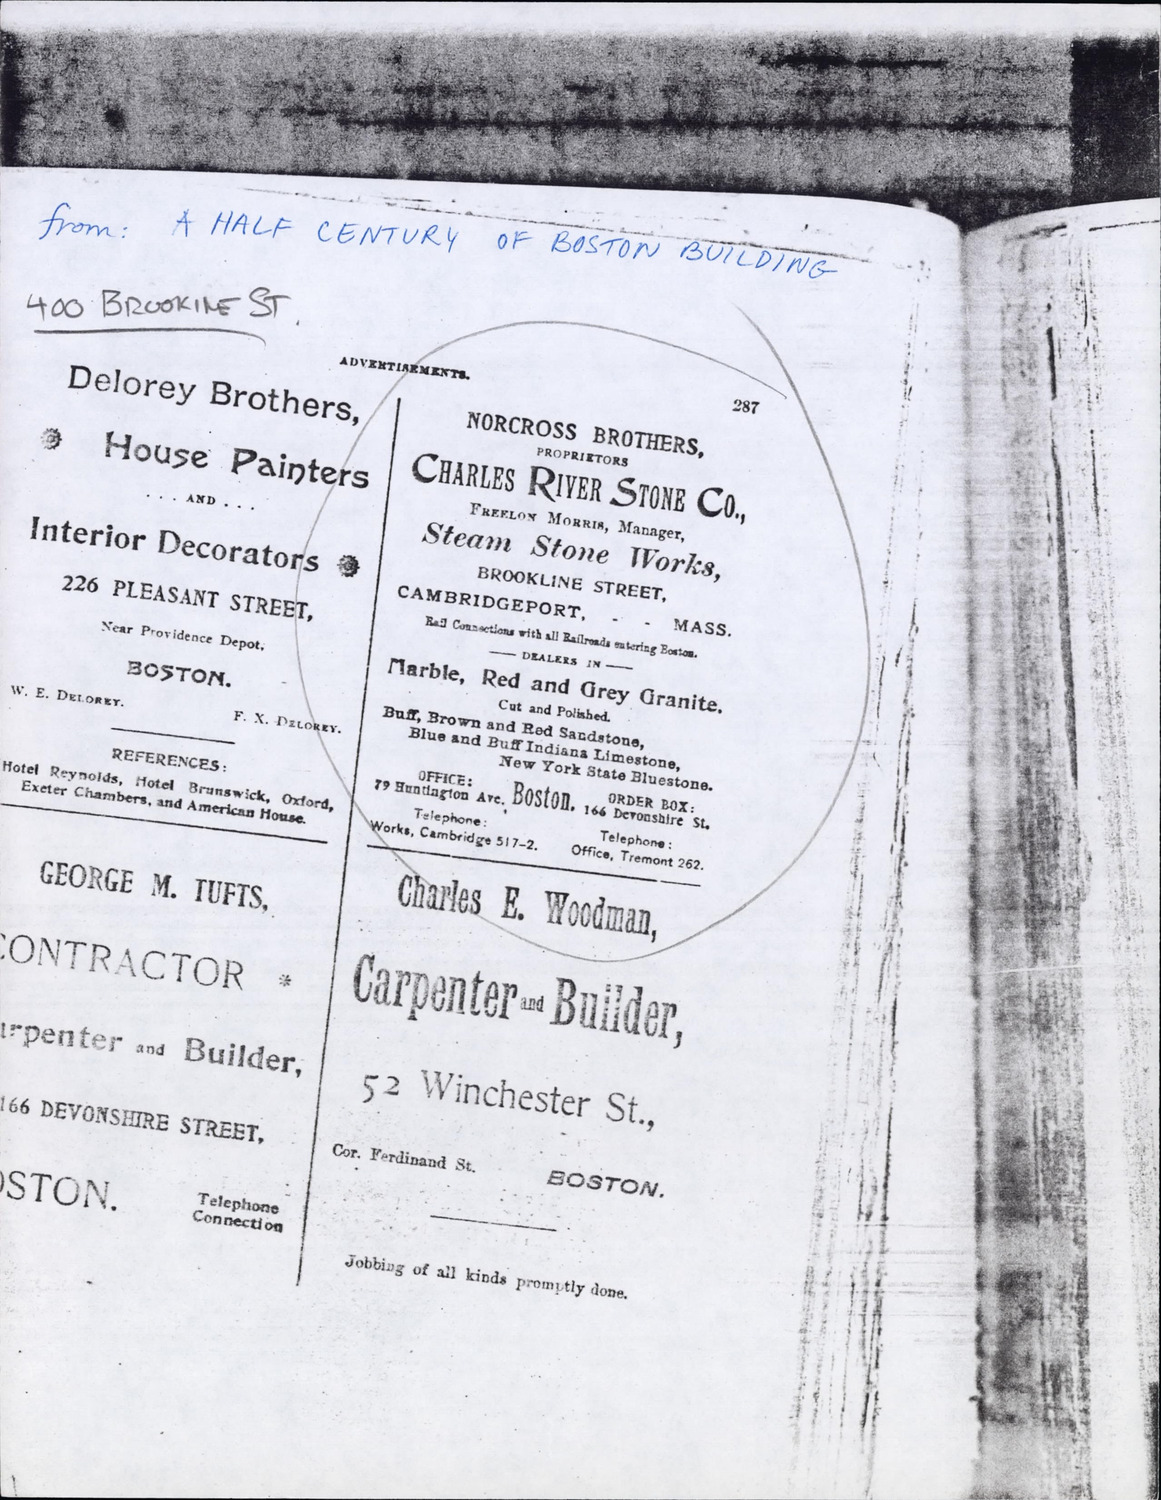 from: A HALF CENTURY OF BOSTON BUILDING
400 BROOKINE ST.
ADVERTISEMENTS.
287
Delorey Brothers,
House Painters
... AND ...
Interior Decorators
226 PLEASANT STREET,
Near Providence Depot,
BOSTON.
W. E. DELOREY.
F. X. DELOREY.
REFERENCES:
Hotel Reynolds, Hotel Brunswick, Oxford,
Exeter Chambers, and American House.
NORCROSS BROTHERS,
PROPRIETORS
CHARLES RIVER STONE CO.,
FREELON MORRIS, Manager,
Steam Stone Works,
BROOKLINE STREET,
CAMBRIDGEPORT, - - MASS.
Rail Connections with all Railroads entering Boston.
— DEALERS IN —
Marble, Red and Grey Granite.
Cut and Polished.
Buff, Brown and Red Sandstone,
Blue and Buff Indiana Limestone,
New York State Bluestone.
OFFICE:
79 Huntington Ave.
Boston.
ORDER BOX:
166 Devonshire St.
Telephone:
Works, Cambridge 517-2.
Telephone:
Office, Tremont 262.
GEORGE M. TUFTS,
CONTRACTOR
arpenter and Builder,
166 DEVONSHIRE STREET,
OSTON.
Telephone
Connection
Charles E. Woodman,
Carpenter and Builder,
52 Winchester St.,
Cor. Ferdinand St.
BOSTON.
Jobbing of all kinds promptly done.